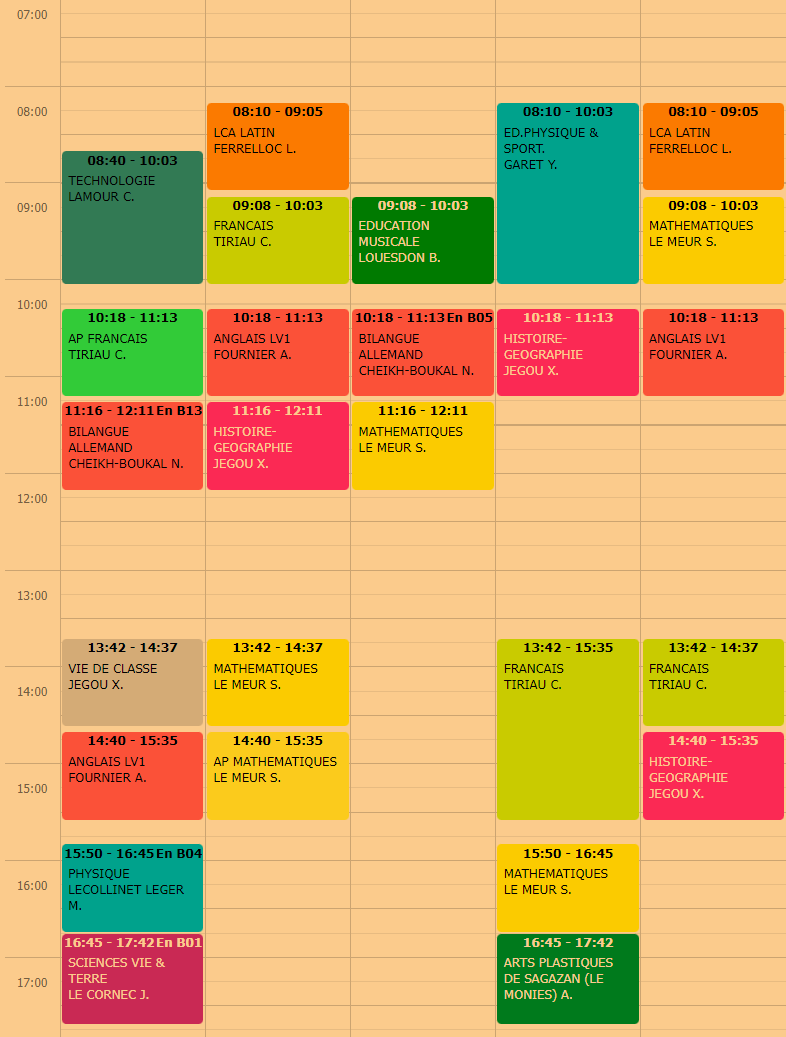 07:00
08:00
09:00
10:00
11:00
12:00
13:00
14:00
15:00
16:00
17:00
08:40 - 10:03
TECHNOLOGIE
LAMOUR C.
10:18 - 11:13
AP FRANCAIS
TIRIAU C.
11:16 - 12:11 En B13
BILANGUE
ALLEMAND
CHEIKH-BOUKAL N.
13:42 - 14:37
VIE DE CLASSE
JEGOU X.
14:40 - 15:35
ANGLAIS LV1
FOURNIER A.
15:50 - 16:45 En B04
PHYSIQUE
LECOLLINET LEGER
M.
16:45 - 17:42 En B01
SCIENCES VIE &
TERRE
LE CORNEC J.
08:10 - 09:05
LCA LATIN
FERRELLOC L.
09:08 - 10:03
FRANCAIS
TIRIAU C.
10:18 - 11:13
ANGLAIS LV1
FOURNIER A.
11:16 - 12:11
HISTOIRE-
GEOGRAPHIE
JEGOU X.
13:42 - 14:37
MATHEMATIQUES
LE MEUR S.
14:40 - 15:35
AP MATHEMATIQUES
LE MEUR S.
09:08 - 10:03
EDUCATION
MUSICALE
LOUESDON B.
10:18 - 11:13 En B05
BILANGUE
ALLEMAND
CHEIKH-BOUKAL N.
11:16 - 12:11
MATHEMATIQUES
LE MEUR S.
08:10 - 10:03
ED.PHYSIQUE &
SPORT.
GARET Y.
10:18 - 11:13
HISTOIRE-
GEOGRAPHIE
JEGOU X.
13:42 - 15:35
FRANCAIS
TIRIAU C.
15:50 - 16:45
MATHEMATIQUES
LE MEUR S.
16:45 - 17:42
ARTS PLASTIQUES
DE SAGAZAN (LE
MONIES) A.
08:10 - 09:05
LCA LATIN
FERRELLOC L.
09:08 - 10:03
MATHEMATIQUES
LE MEUR S.
10:18 - 11:13
ANGLAIS LV1
FOURNIER A.
13:42 - 14:37
FRANCAIS
TIRIAU C.
14:40 - 15:35
HISTOIRE-
GEOGRAPHIE
JEGOU X.